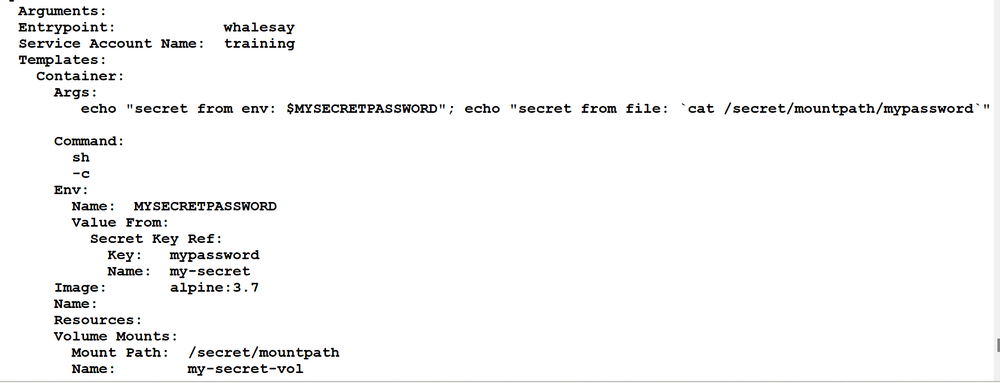 Arguments:
Entrypoint: whalesay
Service Account Name: training
Templates:
Container:
Args:
echo "secret from env: $MYSECRETPASSWORD"; echo "secret from file: `cat /secret/mountpath/mypassword`"
Command:
sh
-c
Env:
Name: MYSECRETPASSWORD
Value From:
Secret Key Ref:
Key: mypassword
Name: my-secret
Image: alpine:3.7
Name:
Resources:
Volume Mounts:
Mount Path: /secret/mountpath
Name: my-secret-vol